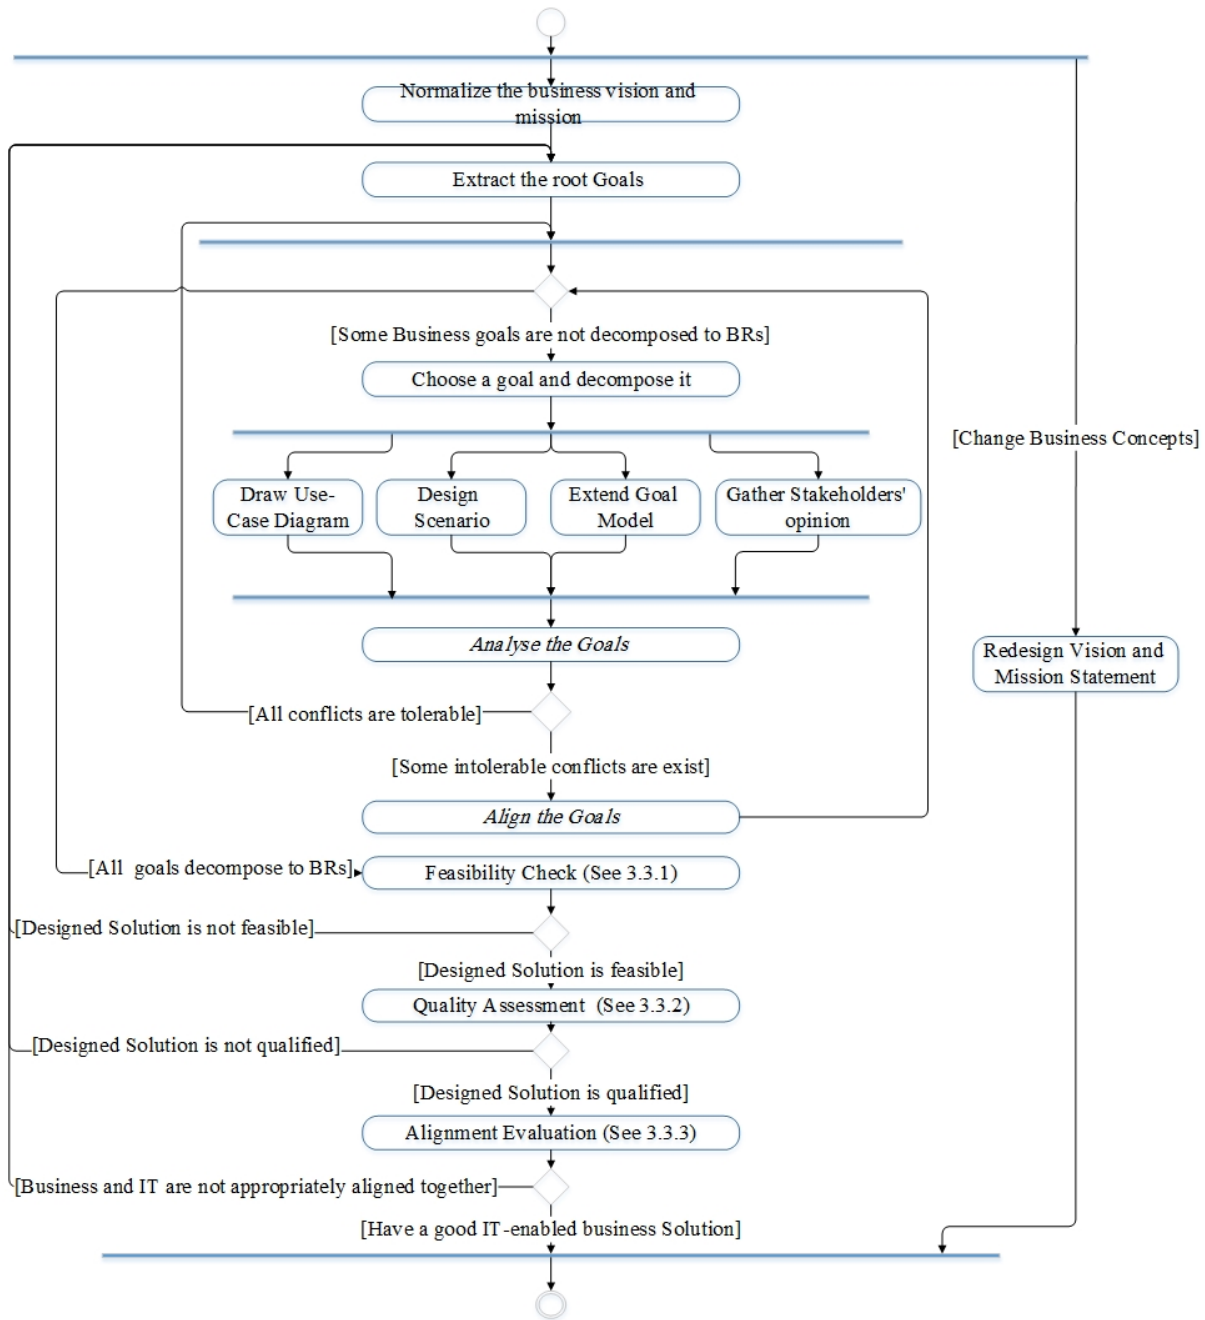 Normalize the business vision and
mission
Extract the root Goals
[Some Business goals are not decomposed to BRs]
Choose a goal and decompose it
[Change Business Concepts]
Draw Use-
Case Diagram
Design
Scenario
Extend Goal
Model
Gather Stakeholders'
opinion
Analyse the Goals
Redesign Vision and
Mission Statement
[All conflicts are tolerable]
[Some intolerable conflicts are exist]
Align the Goals
[All goals decompose to BRs]
Feasibility Check (See 3.3.1)
[Designed Solution is not feasible]
[Designed Solution is feasible]
Quality Assessment (See 3.3.2)
[Designed Solution is not qualified]
[Designed Solution is qualified]
Alignment Evaluation (See 3.3.3)
[Business and IT are not appropriately aligned together]
[Have a good IT-enabled business Solution]